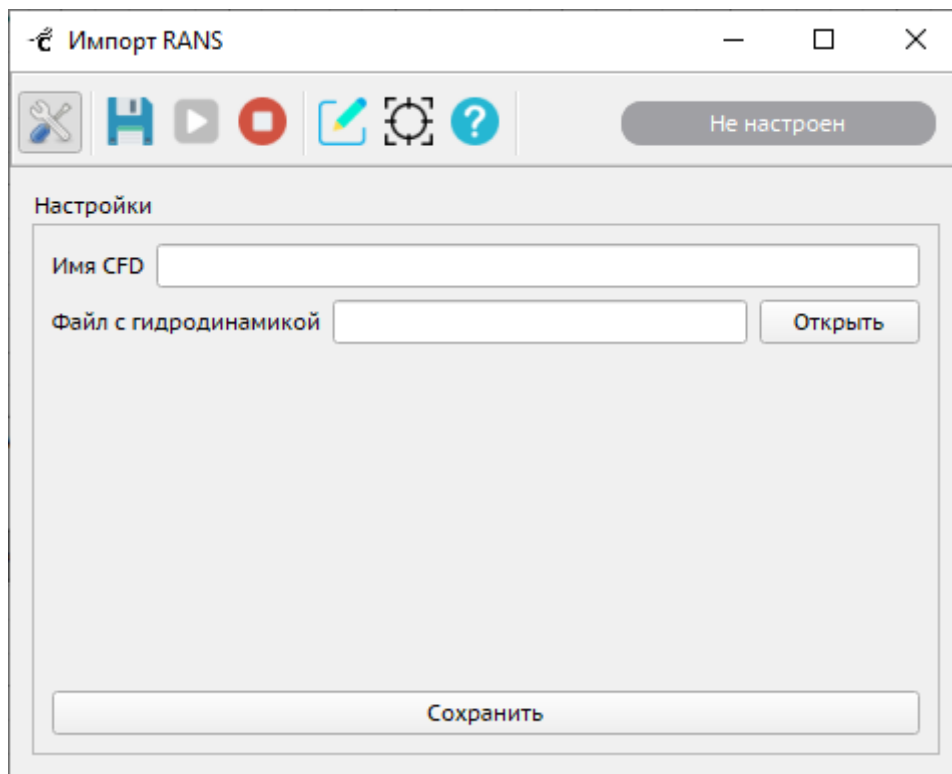 Импорт RANS
Не настроен
Настройки
Имя CFD
Файл с гидродинамикой Открыть
Сохранить